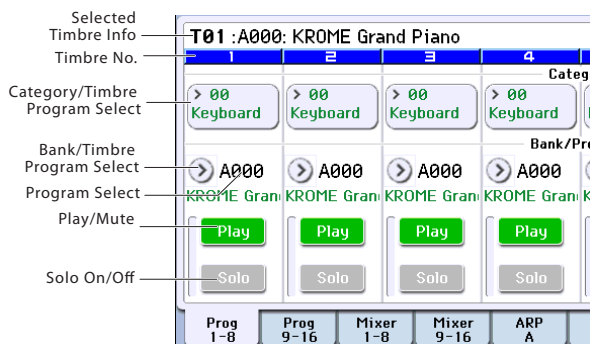 Selected
Timbre Info
T01 :A000: KROME Grand Piano
Timbre No.
1 2 3 4
Categ
Category/Timbre
Program Select
> 00 > 00 > 00 > 00
Keyboard Keyboard Keyboard Keyboard
Bank/Pro
Bank/Timbre
Program Select
> A000 > A000 > A000 > A000
Program Select
KROME Gran KROME Gran KROME Gran KROME Gran K
Play/Mute
Play Play Play Play
Solo On/Off
Solo Solo Solo Solo
Prog Prog Mixer Mixer ARP
1-8 9-16 1-8 9-16 A